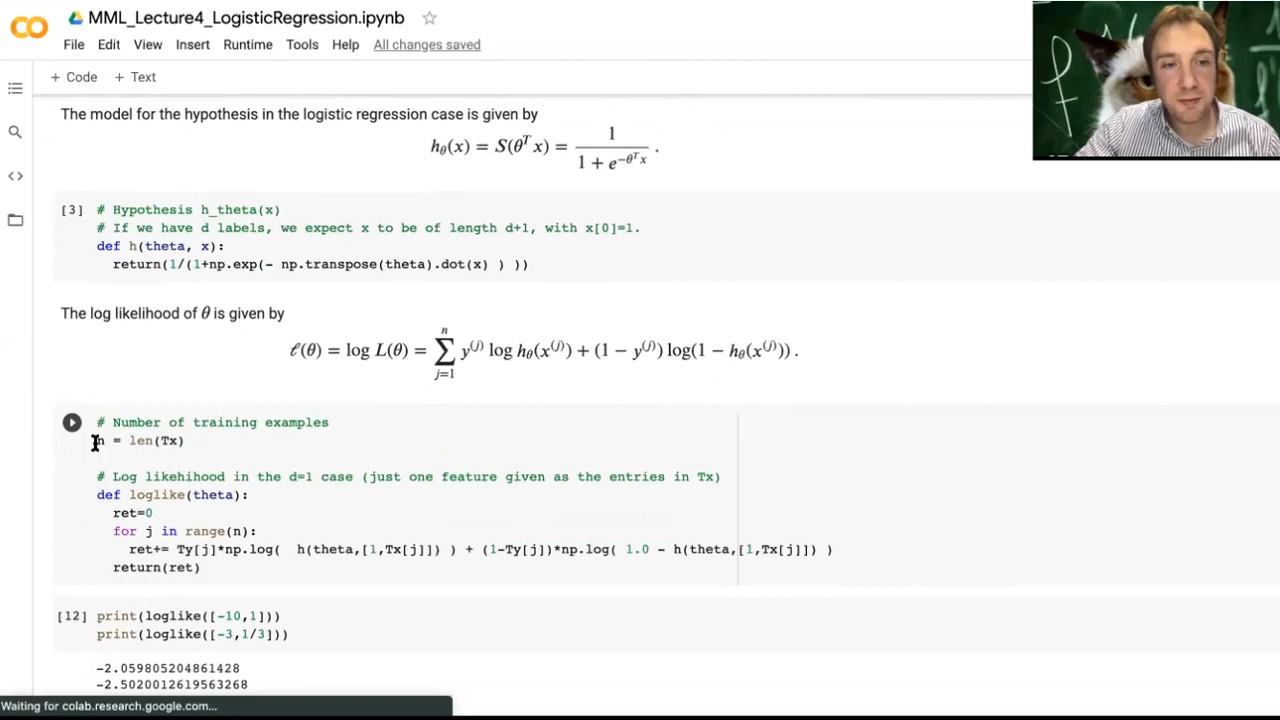 MML_Lecture4_LogisticRegression.ipynb
File Edit View Insert Runtime Tools Help All changes saved
+ Code + Text
The model for the hypothesis in the logistic regression case is given by
h_θ(x) = S(θ^T x) = 1 / (1 + e^{−θ^T x}) .
[3] # Hypothesis h_theta(x)
# If we have d labels, we expect x to be of length d+1, with x[0]=1.
def h(theta, x):
return(1/(1+np.exp(- np.transpose(theta).dot(x) ) ))
The log likelihood of θ is given by
ℓ(θ) = log L(θ) = ∑_{j=1}^{n} y^{(j)} log h_θ(x^{(j)}) + (1 − y^{(j)}) log(1 − h_θ(x^{(j)})) .
# Number of training examples
n = len(Tx)
# Log likehihood in the d=1 case (just one feature given as the entries in Tx)
def loglike(theta):
ret=0
for j in range(n):
ret+= Ty[j]*np.log( h(theta,[1,Tx[j]]) ) + (1-Ty[j])*np.log( 1.0 - h(theta,[1,Tx[j]]) )
return(ret)
[12] print(loglike([-10,1]))
print(loglike([-3,1/3]))
-2.059805204861428
-2.5020012619563268
Waiting for colab.research.google.com...